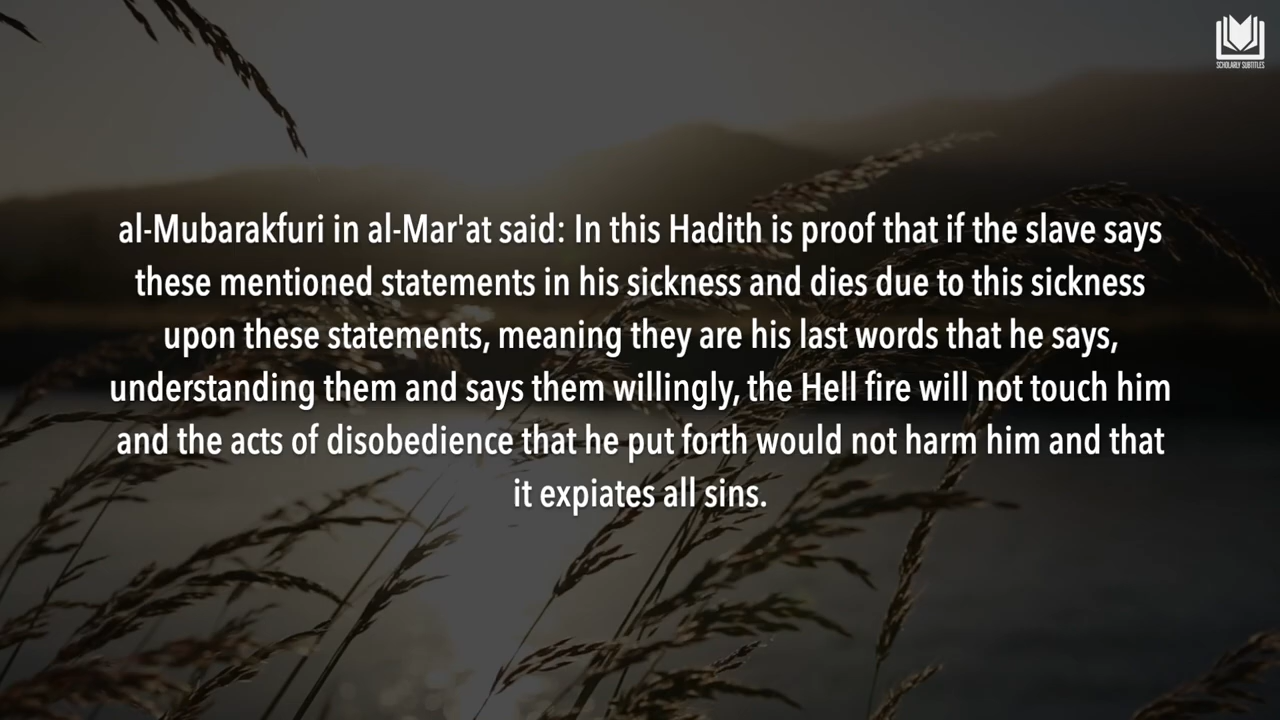 SCHOLARLY SUBTITLES
al-Mubarakfuri in al-Mar'at said: In this Hadith is proof that if the slave says
these mentioned statements in his sickness and dies due to this sickness
upon these statements, meaning they are his last words that he says,
understanding them and says them willingly, the Hell fire will not touch him
and the acts of disobedience that he put forth would not harm him and that
it expiates all sins.